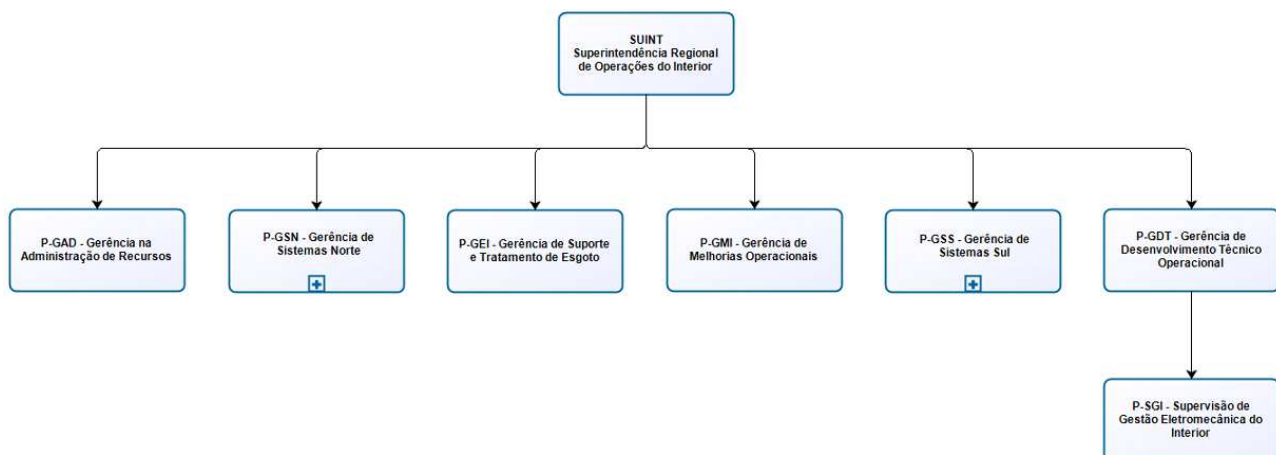 SUINT
Superintendência Regional
de Operações do Interior
P-GAD - Gerência na
Administração de Recursos
P-GSN - Gerência de
Sistemas Norte
P-GEI - Gerência de Suporte
e Tratamento de Esgoto
P-GMI - Gerência de
Melhorias Operacionais
P-GSS - Gerência de
Sistemas Sul
P-GDT - Gerência de
Desenvolvimento Técnico
Operacional
P-SGI - Supervisão de
Gestão Eletromecânica do
Interior